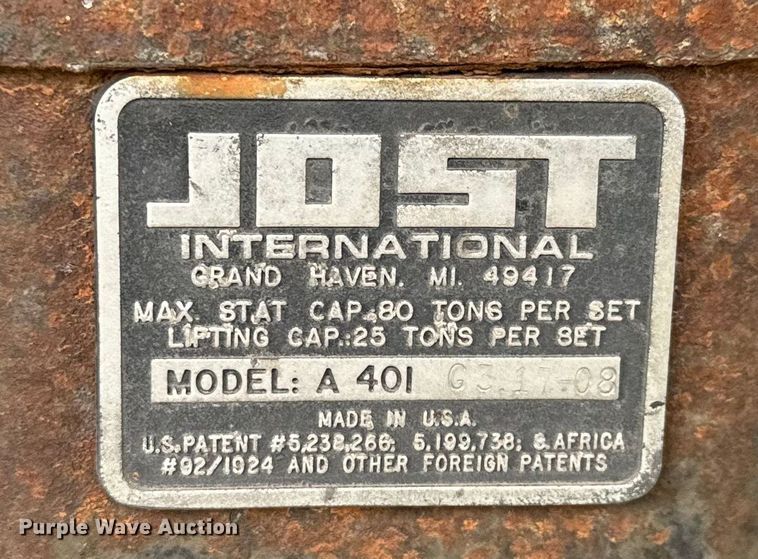 JOST
INTERNATIONAL
GRAND HAVEN, MI. 49417
MAX. STAT CAP.:80 TONS PER SET
LIFTING CAP.:25 TONS PER SET
MODEL: A 401 G3.17-08
MADE IN U.S.A.
U.S. PATENT #5,238,266; 5,199,738; S.AFRICA
#92/1924 AND OTHER FOREIGN PATENTS
Purple Wave Auction